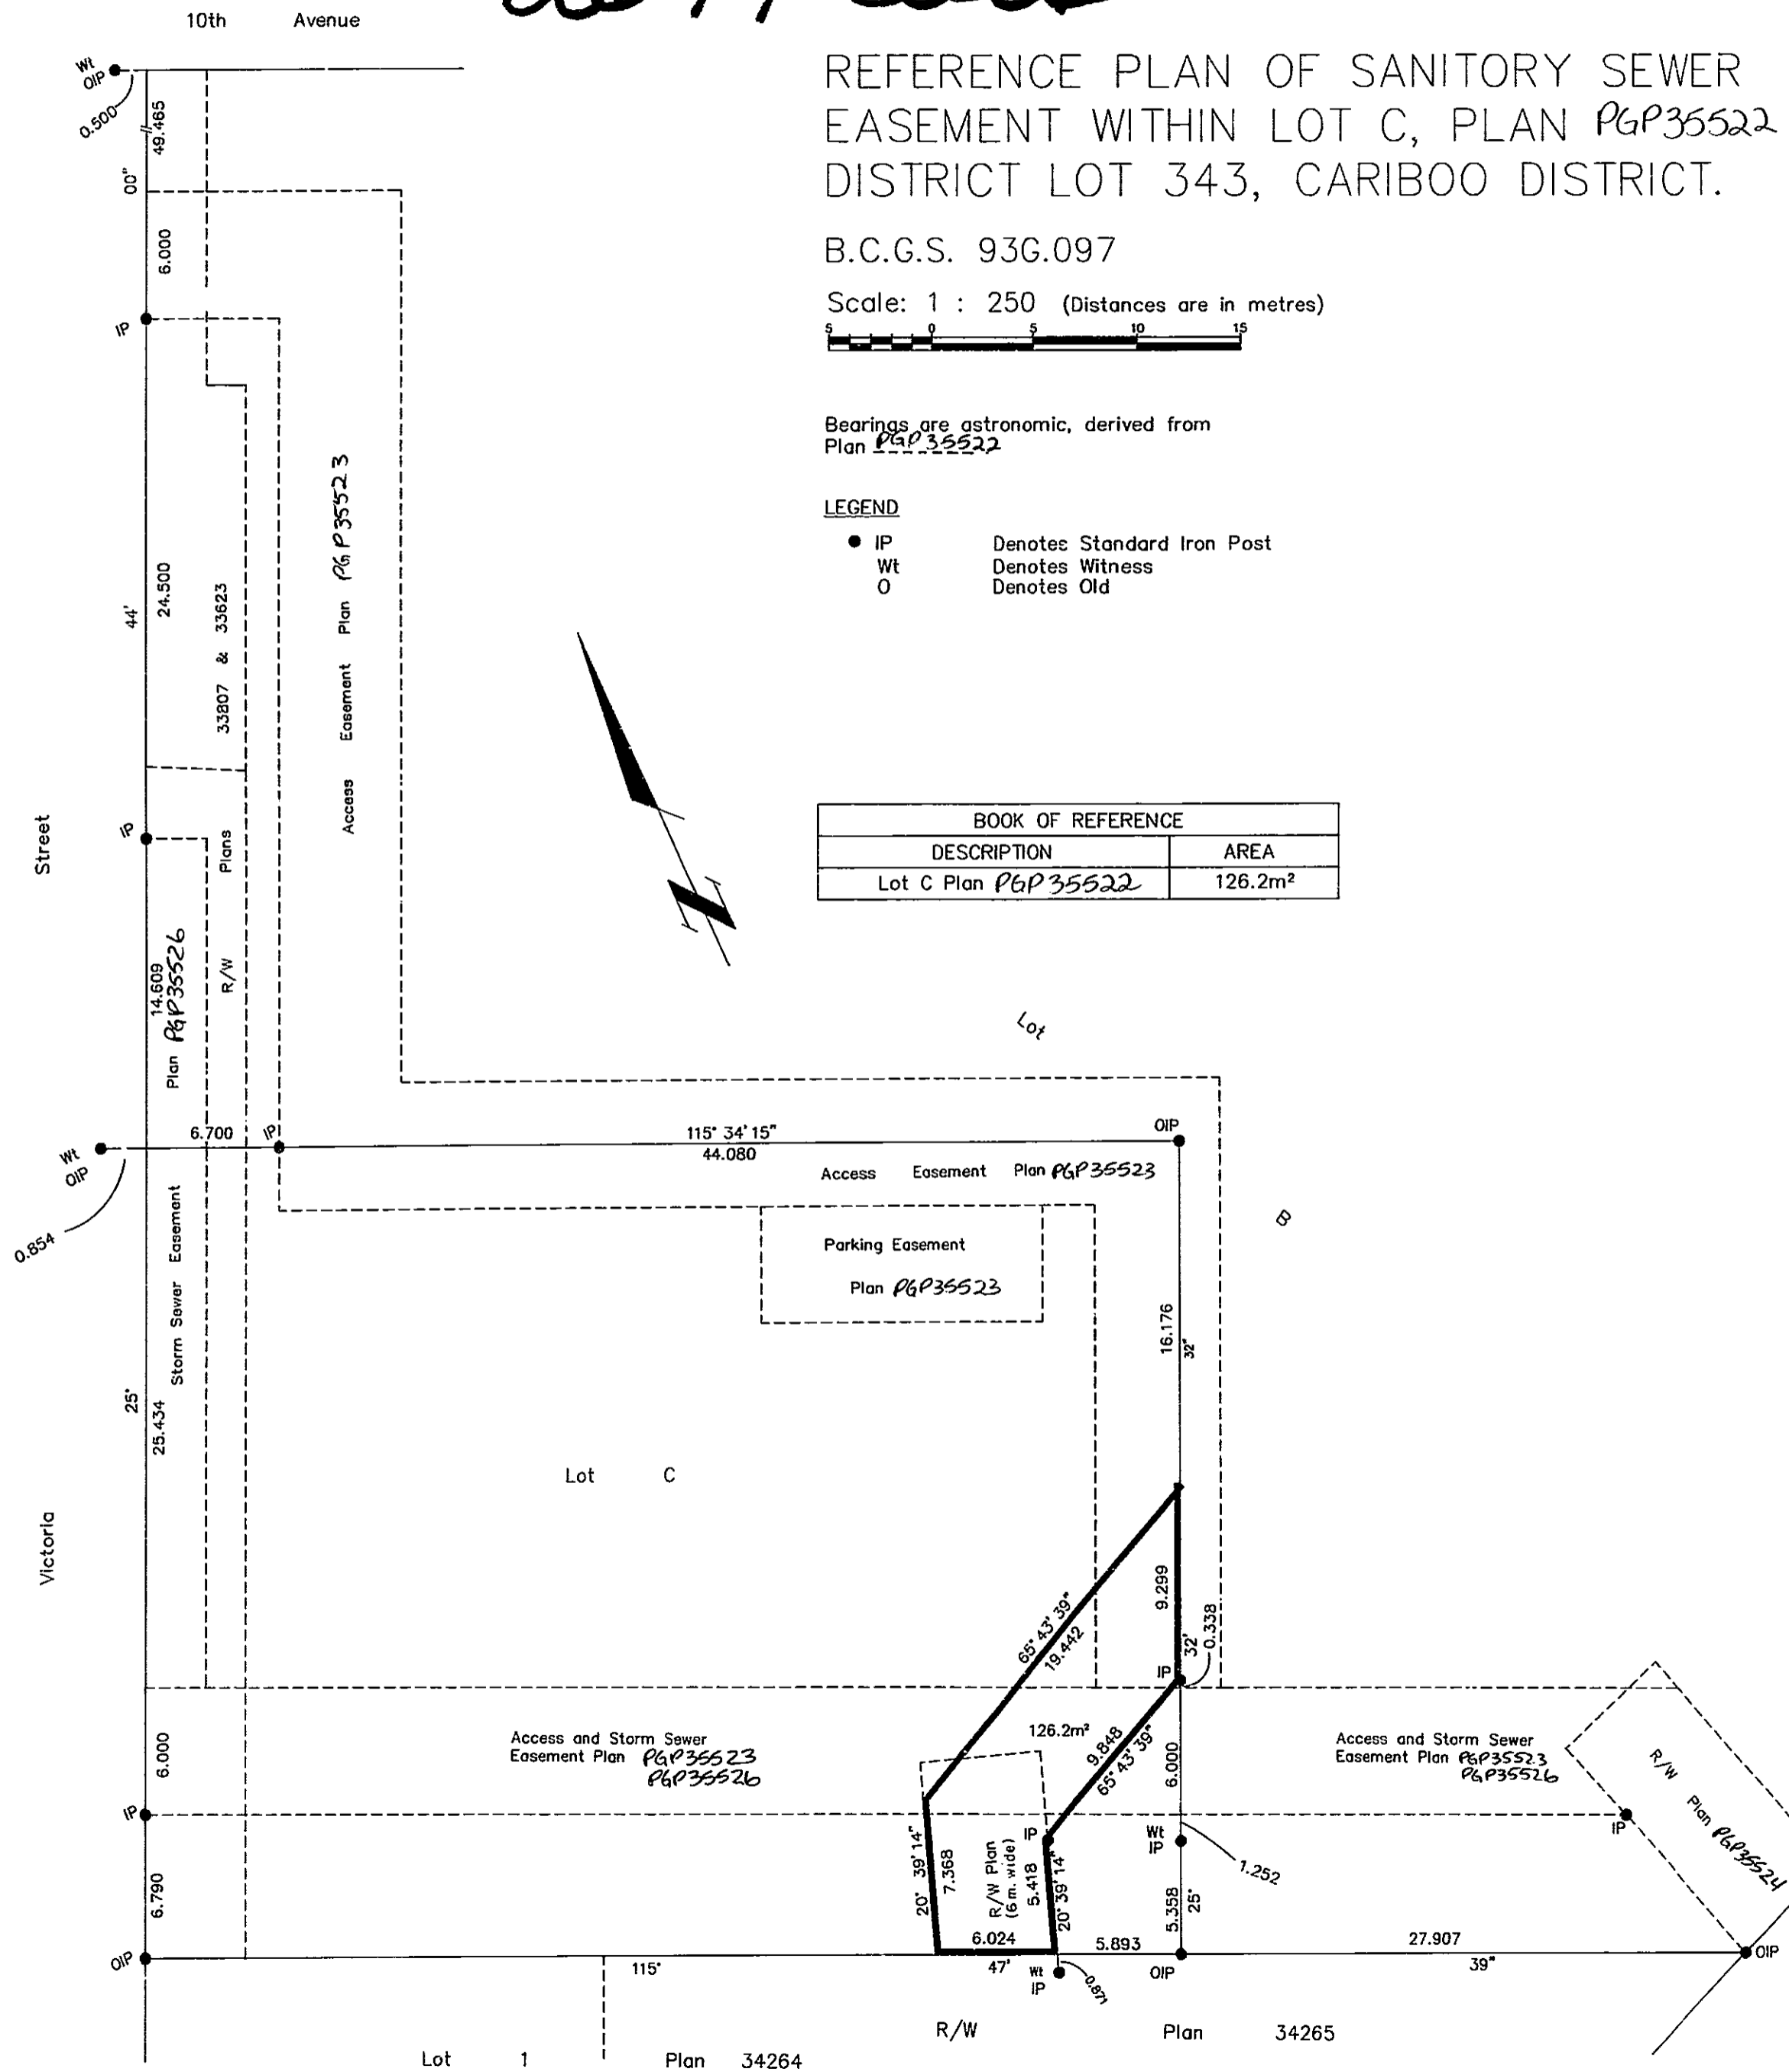 10th Avenue
REFERENCE PLAN OF SANITORY SEWER
EASEMENT WITHIN LOT C, PLAN PGP35522
DISTRICT LOT 343, CARIBOO DISTRICT.
B.C.G.S. 93G.097
Scale: 1 : 250 (Distances are in metres)
5 0 5 10 15
Bearings are astronomic, derived from
Plan PGP35522
LEGEND
IP Denotes Standard Iron Post
Wt Denotes Witness
O Denotes Old
BOOK OF REFERENCE
DESCRIPTION AREA
Lot C Plan PGP35522 126.2m²
Wt
OIP
0.500
49.465
00"
6.000
IP
24.500
44'
33807 & 33623
R/W Plans
Access Easement Plan PGP35523
Street
IP
14.609
Plan PGP35526
N
Lot
B
Wt
OIP
0.854
6.700
IP
115° 34' 15"
44.080
OIP
Access Easement Plan PGP35523
Parking Easement
Plan PGP35523
Storm Sewer Easement
25°
25.434
16.176
32"
Lot C
Victoria
65° 43' 39"
19.442
9.299
32'
0.338
IP
126.2m²
9.848
65° 43' 39"
6.000
6.000
Access and Storm Sewer
Easement Plan PGP35523
PGP35526
Access and Storm Sewer
Easement Plan PGP35523
PGP35526
R/W Plan PGP35524
IP
IP
IP
Wt
IP
1.252
20° 39' 14"
7.368
R/W Plan
(6 m. wide)
5.418
20° 39' 14"
5.358
25°
6.790
OIP
6.024
5.893
27.907
OIP
115°
47'
Wt
IP
0.871
OIP
39"
R/W Plan 34265
Lot 1 Plan 34264